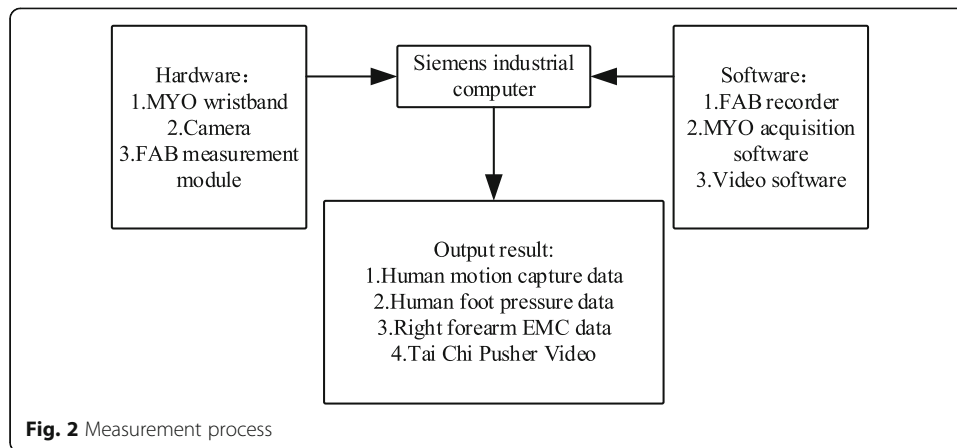 Hardware：
1.MYO wristband
2.Camera
3.FAB measurement
module
Siemens industrial
computer
Software:
1.FAB recorder
2.MYO acquisition
software
3.Video software
Output result:
1.Human motion capture data
2.Human foot pressure data
3.Right forearm EMC data
4.Tai Chi Pusher Video
Fig. 2 Measurement process